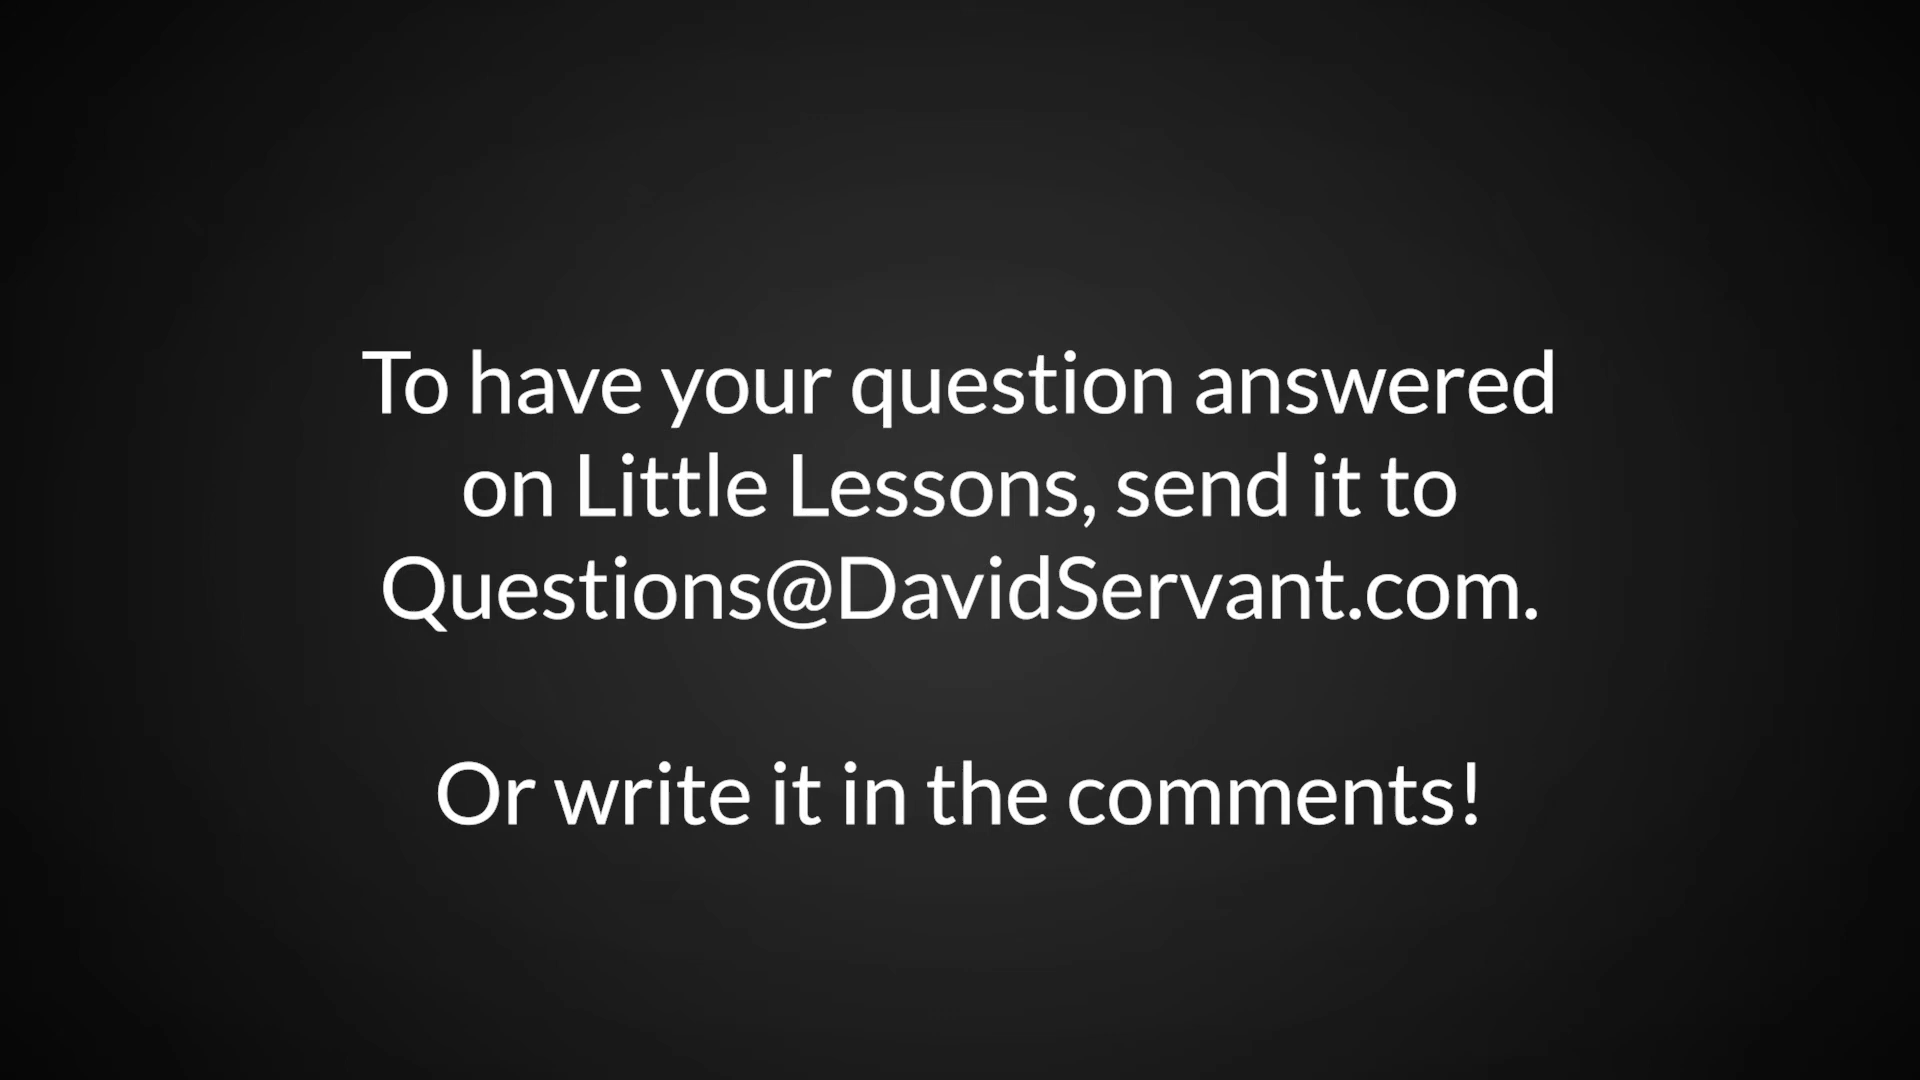 To have your question answered
on Little Lessons, send it to
Questions@DavidServant.com.
Or write it in the comments!